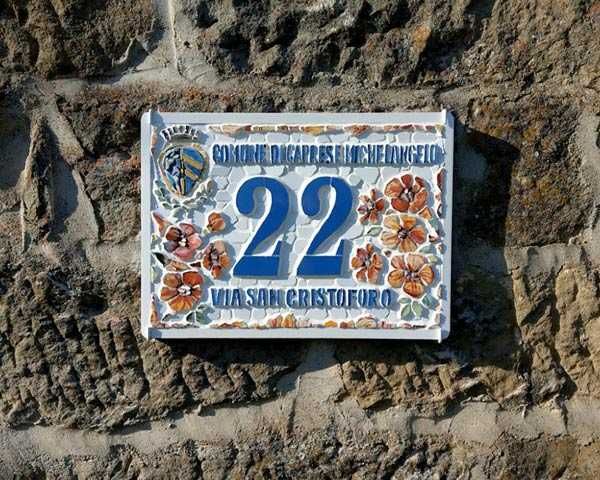 COMUNE DI CAPRESE MICHELANGELO
22
VIA SAN CRISTOFORO